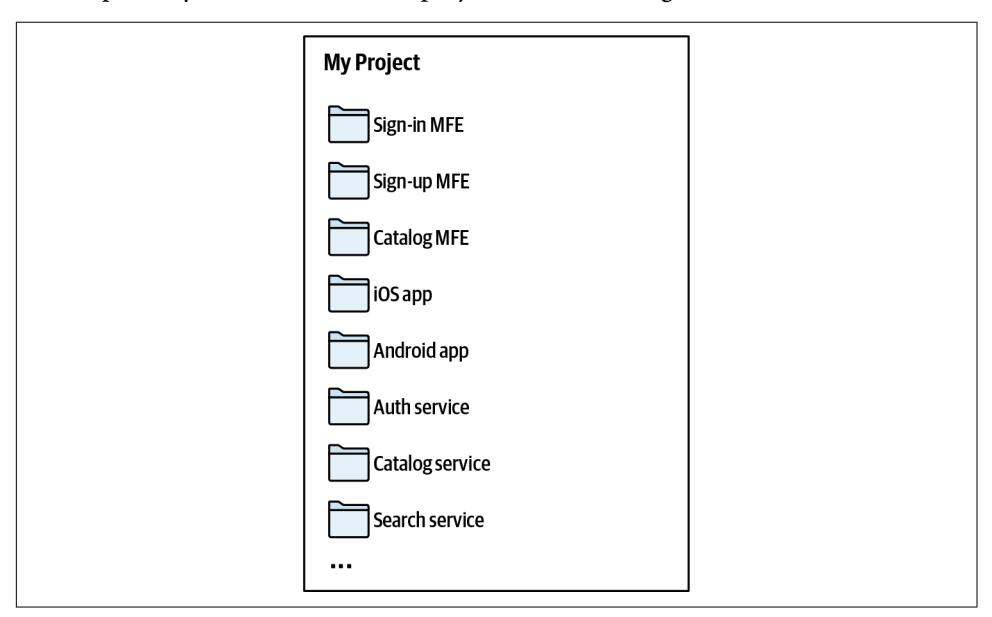 My Project
Sign-in MFE
Sign-up MFE
Catalog MFE
iOS app
Android app
Auth service
Catalog service
Search service
...